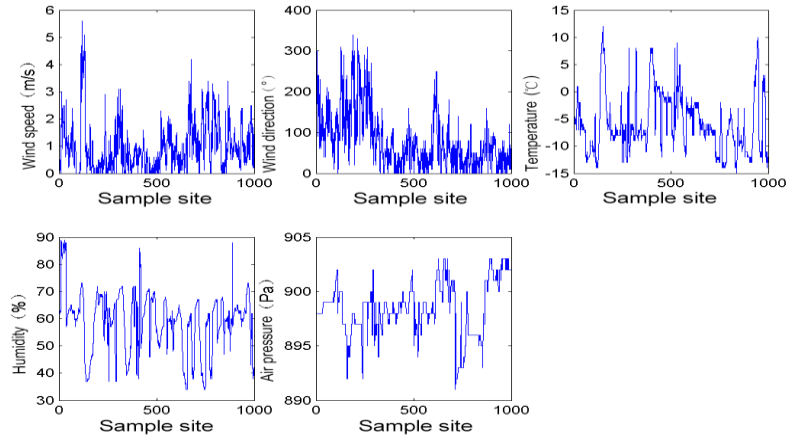 Wind speed（m/s）
6
5
4
3
2
1
0
0 500 1000
Sample site
Wind direction（°）
400
300
200
100
0
0 500 1000
Sample site
Temperature (℃)
15
10
5
0
-5
-10
-15
0 500 1000
Sample site
Humidity（%）
90
80
70
60
50
40
30
0 500 1000
Sample site
Air pressure（Pa）
905
900
895
890
0 500 1000
Sample site